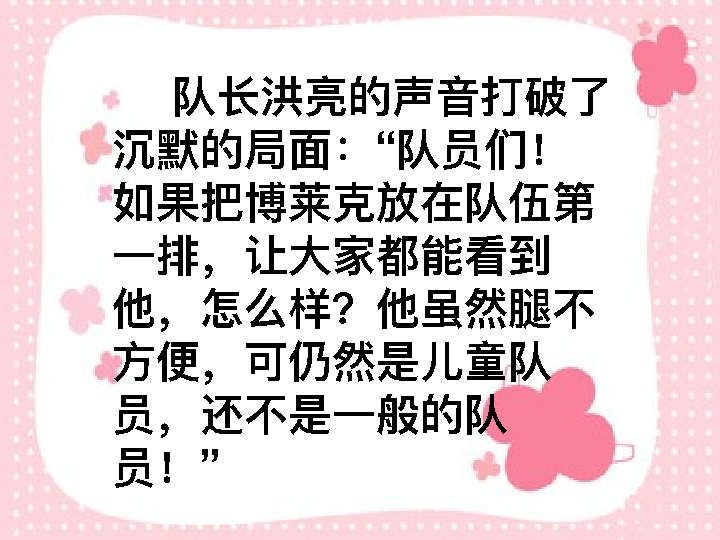 队长洪亮的声音打破了
沉默的局面：“队员们！
如果把博莱克放在队伍第
一排，让大家都能看到
他，怎么样？他虽然腿不
方便，可仍然是儿童队
员，还不是一般的队
员！”